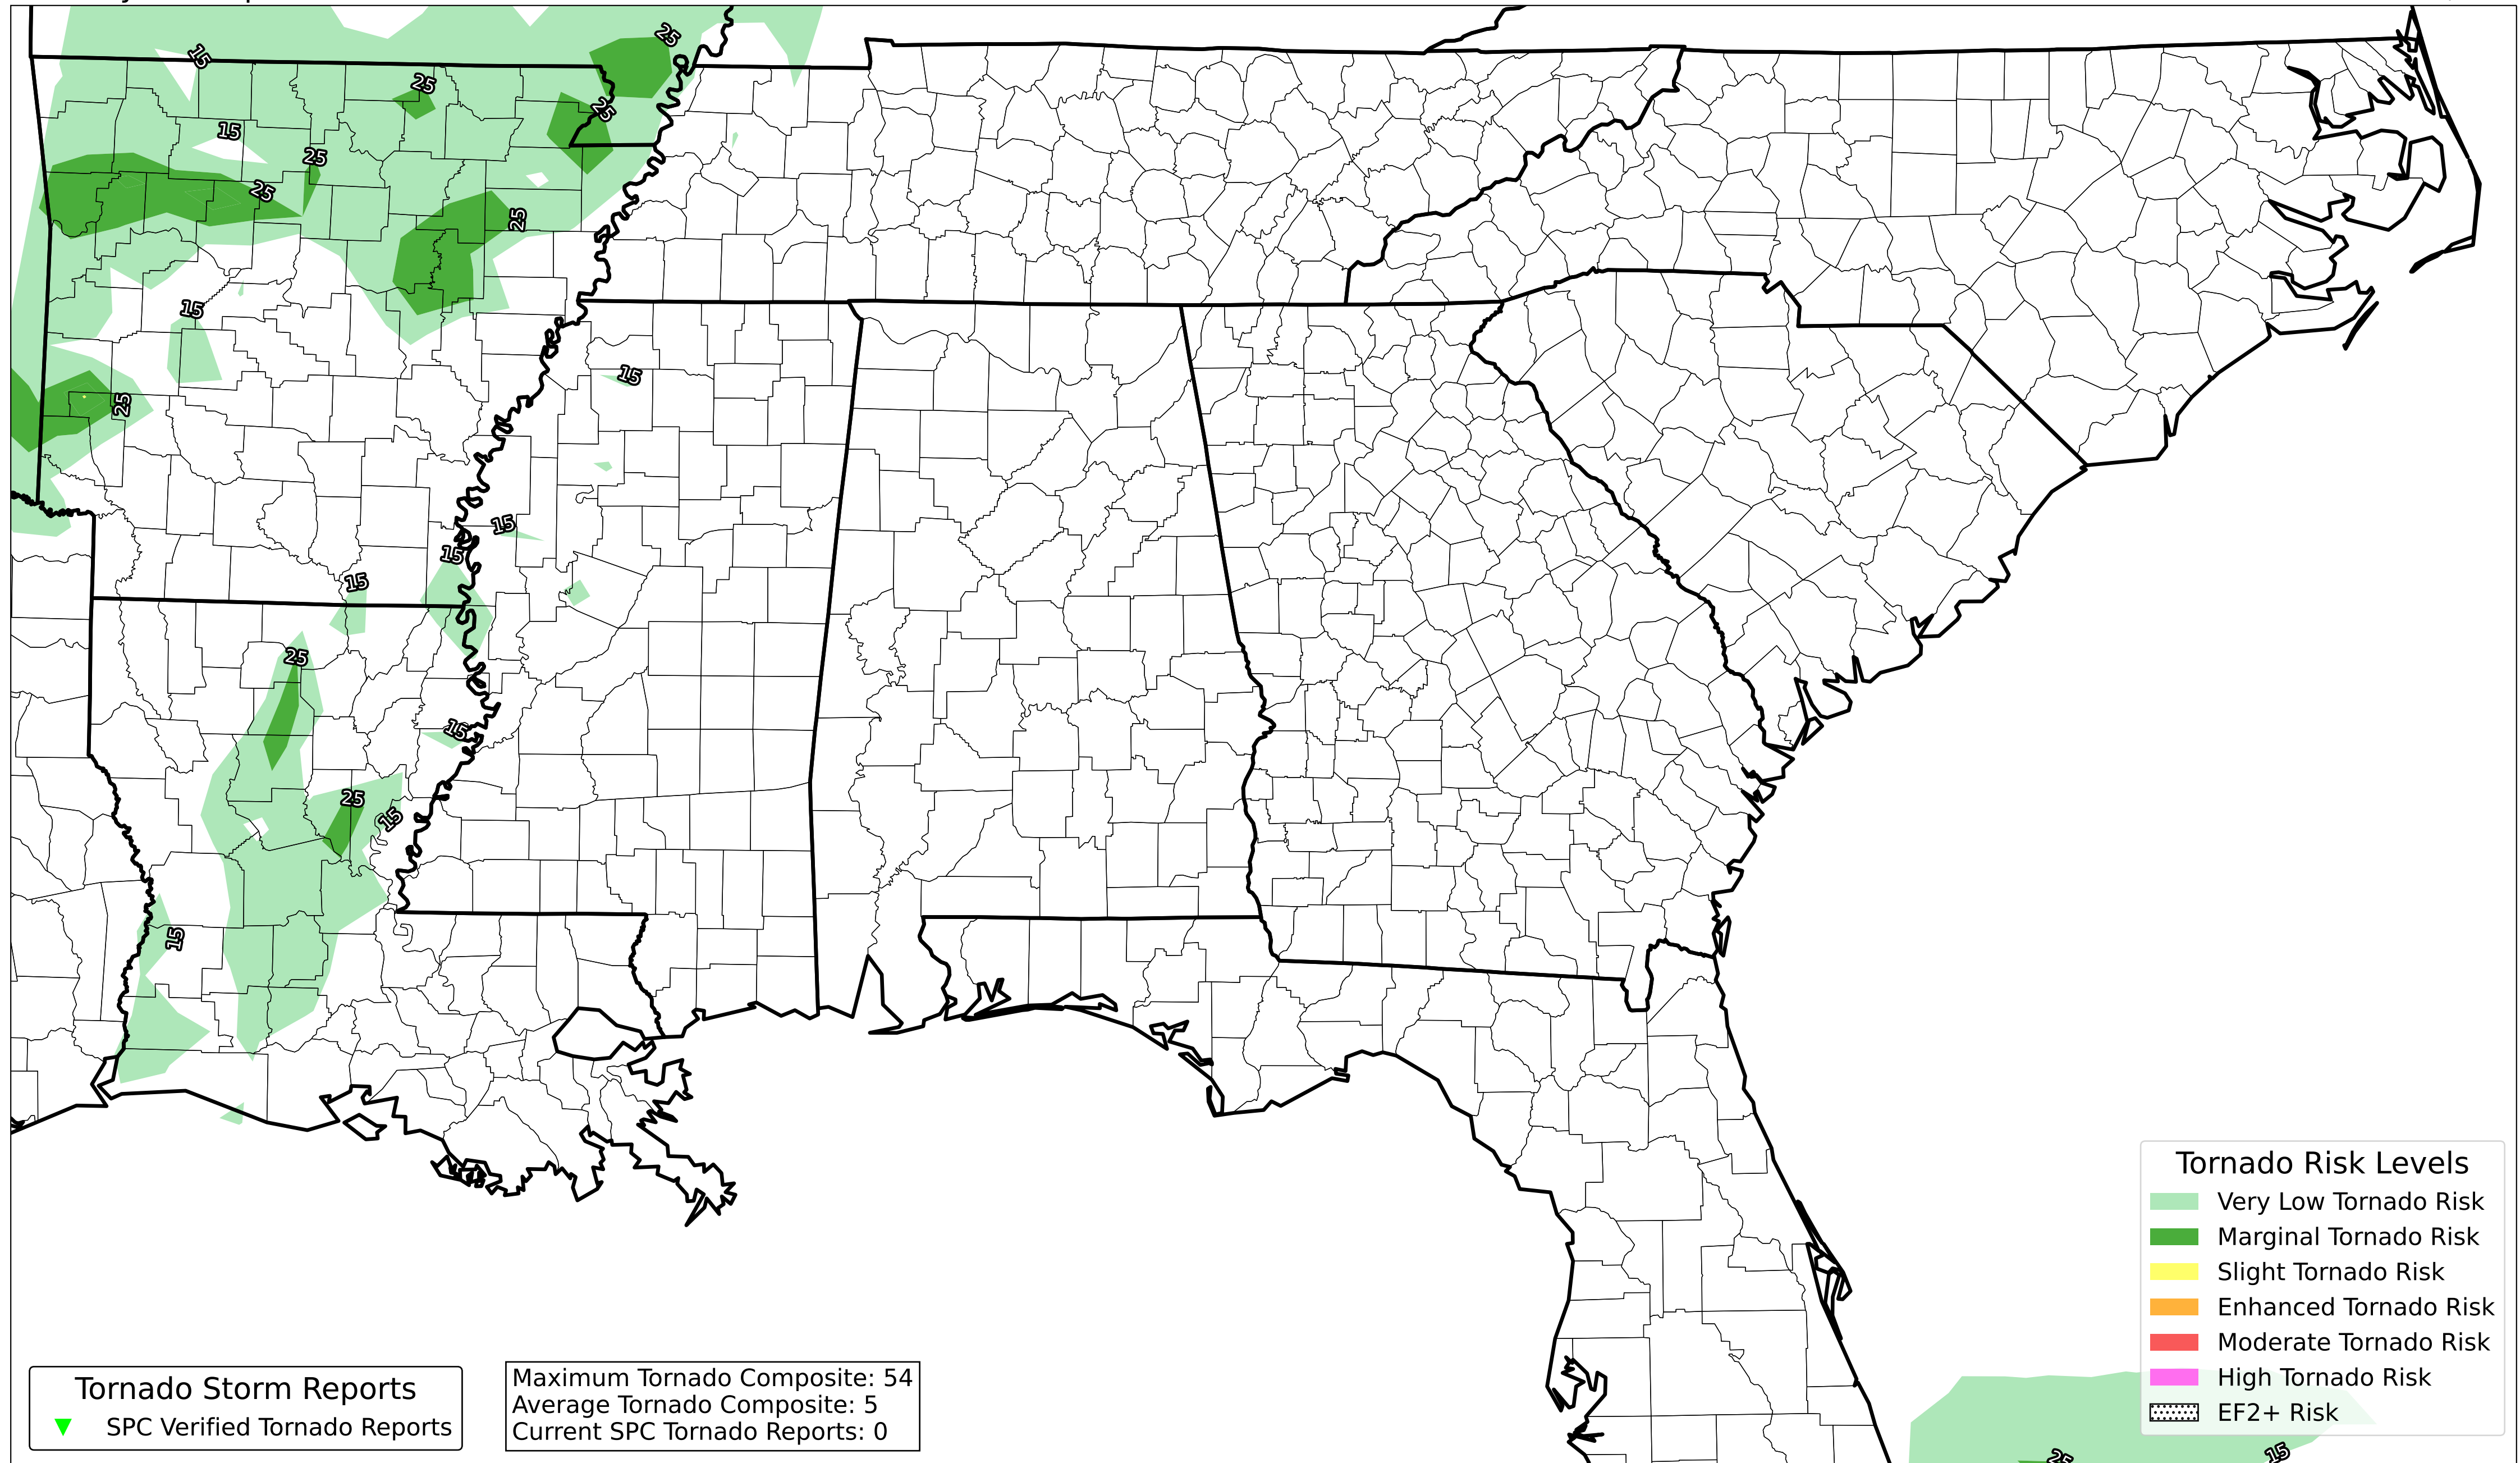 25
15
25
25
15
25
25
25
15
15
25
15
15
15
25
15
25
15
15
Tornado Risk Levels
Very Low Tornado Risk
Marginal Tornado Risk
Slight Tornado Risk
Enhanced Tornado Risk
Moderate Tornado Risk
High Tornado Risk
EF2+ Risk
Tornado Storm Reports
SPC Verified Tornado Reports
Maximum Tornado Composite: 54
Average Tornado Composite: 5
Current SPC Tornado Reports: 0
25
15